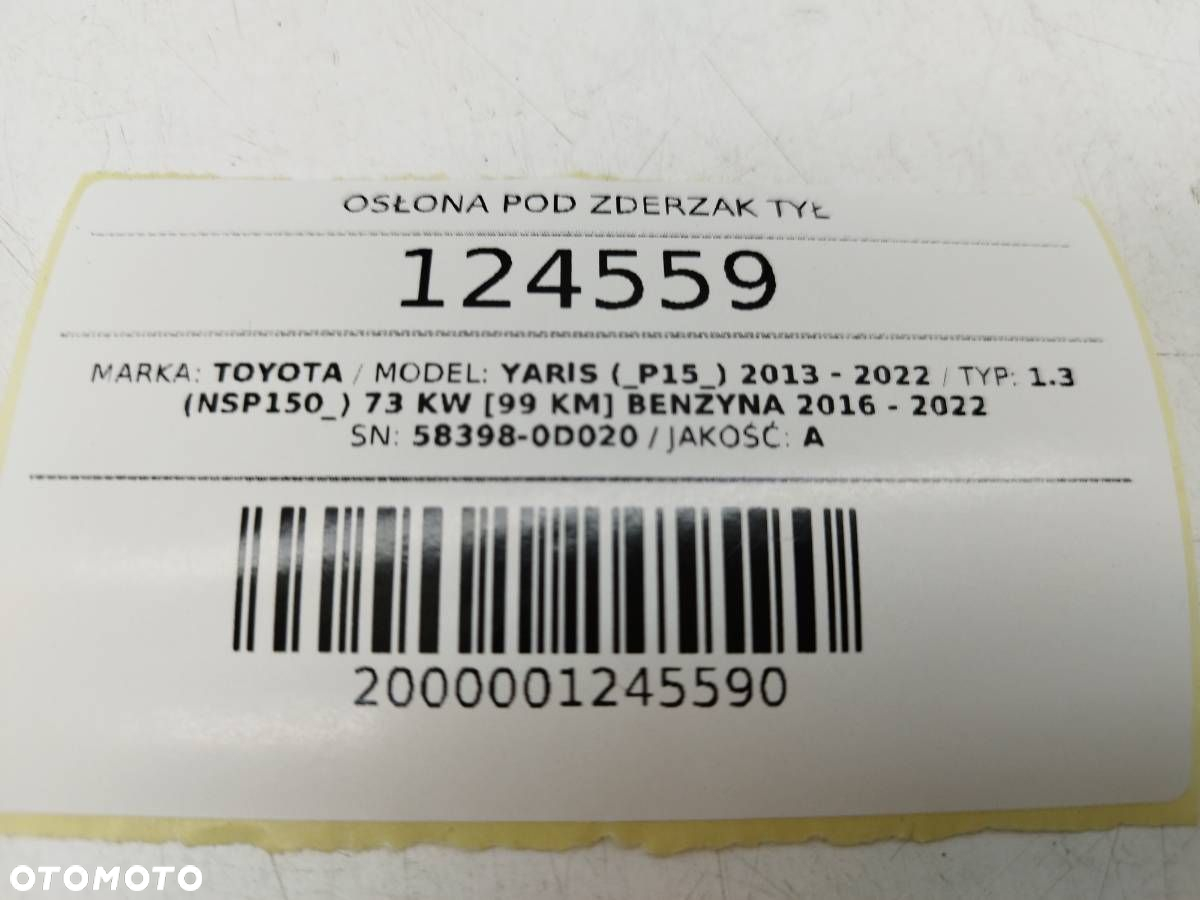 OSŁONA POD ZDERZAK TYŁ
124559
MARKA: TOYOTA / MODEL: YARIS (_P15_) 2013 - 2022 / TYP: 1.3
(NSP150_) 73 KW [99 KM] BENZYNA 2016 - 2022
SN: 58398-0D020 / JAKOŚĆ: A
2000001245590
OTOMOTO